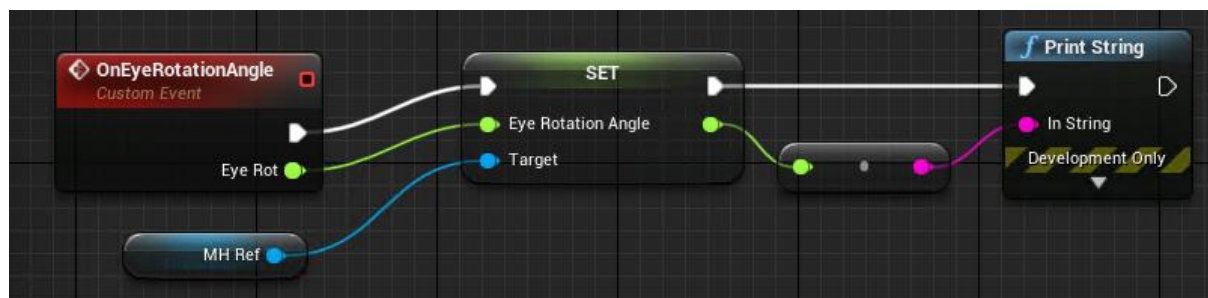 OnEyeRotationAngle
Custom Event
Eye Rot
MH Ref
SET
Eye Rotation Angle
Target
f Print String
In String
Development Only